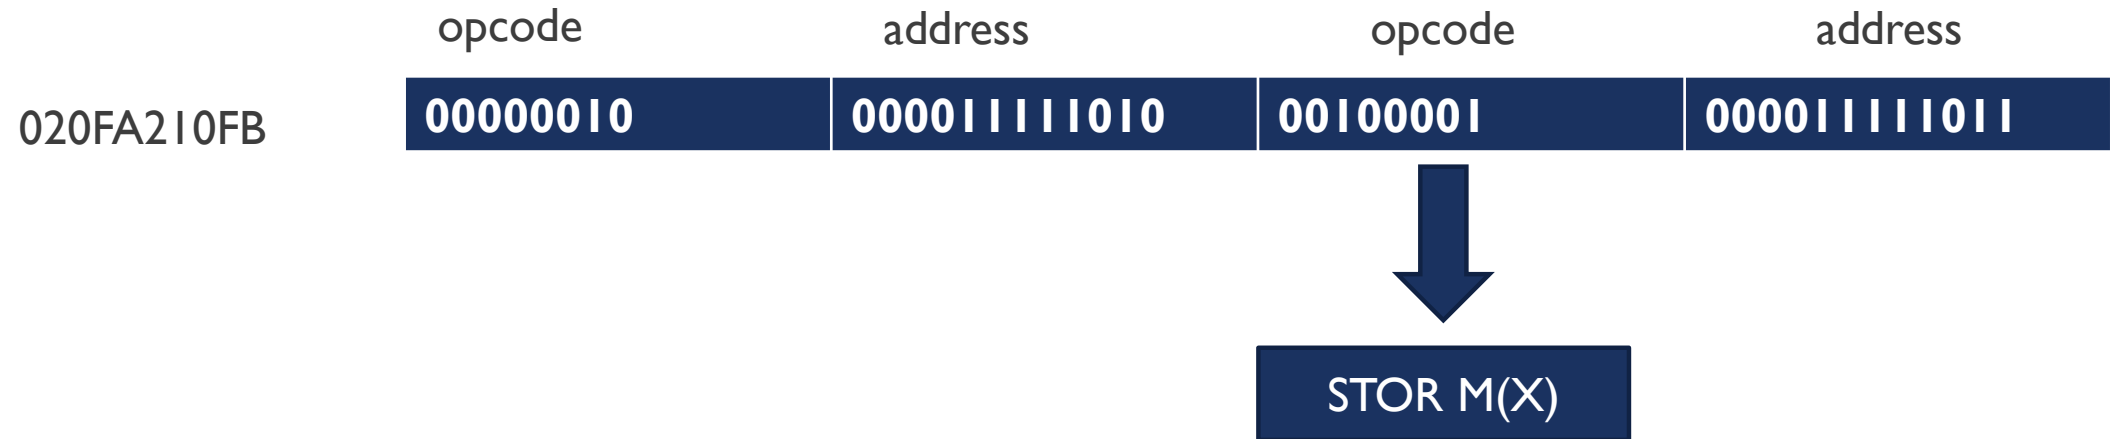 opcode address opcode address
020FA210FB 00000010 000011111010 00100001 000011111011
STOR M(X)